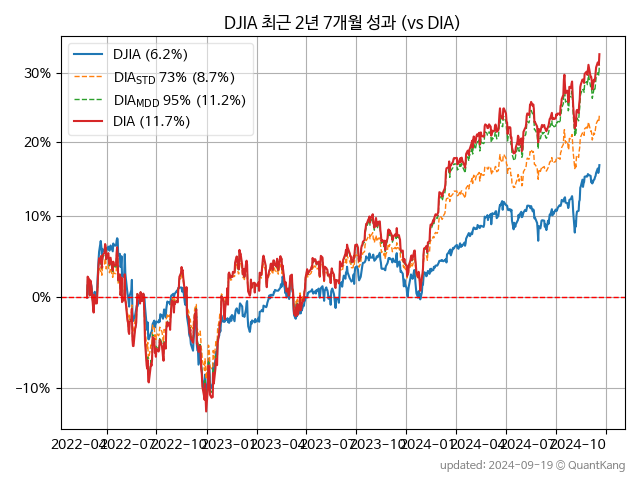 DJIA 최근 2년 7개월 성과 (vs DIA)
DJIA (6.2%)
DIA_STD 73% (8.7%)
DIA_MDD 95% (11.2%)
DIA (11.7%)
30%
20%
10%
0%
−10%
2022-04 2022-07 2022-10 2023-01 2023-04 2023-07 2023-10 2024-01 2024-04 2024-07 2024-10
updated: 2024-09-19 © QuantKang